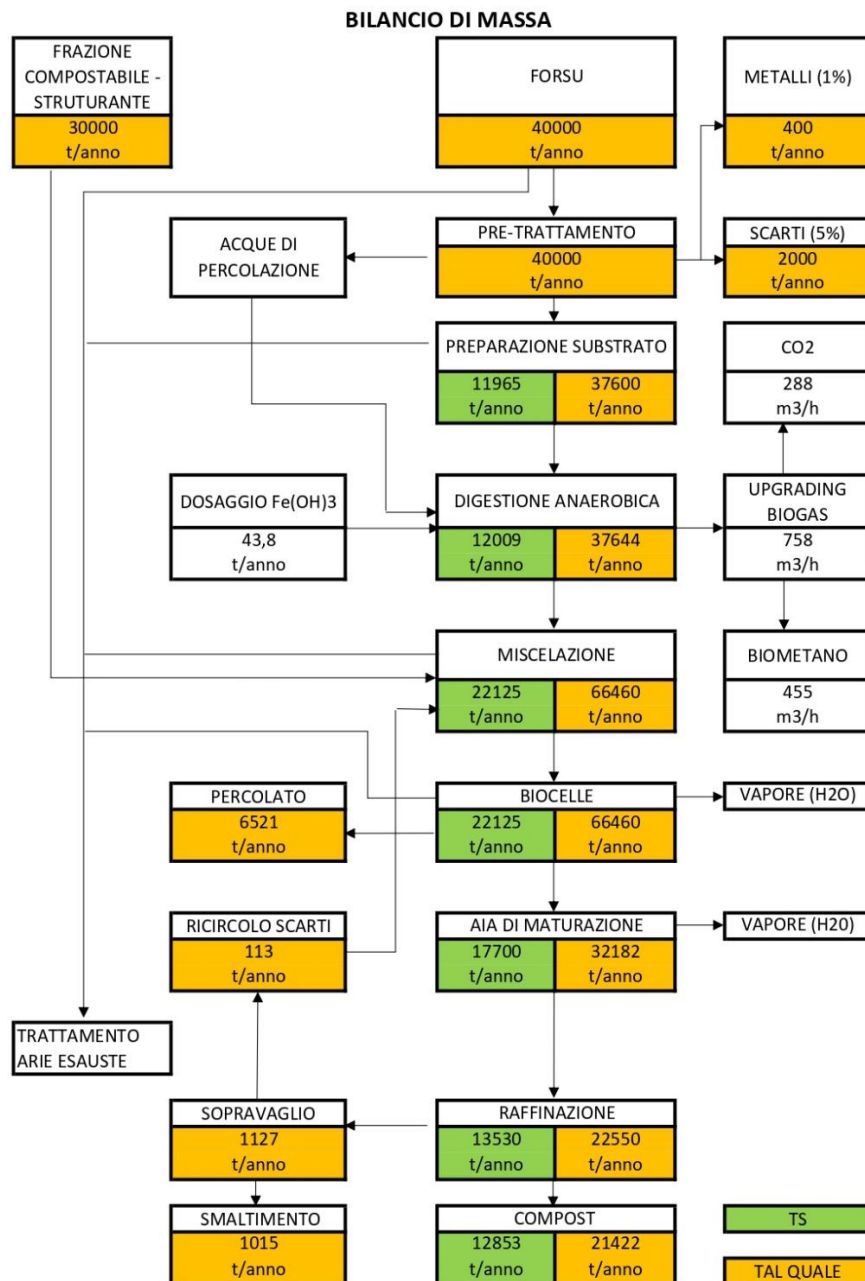 BILANCIO DI MASSA
FRAZIONE
COMPOSTABILE -
STRUTURANTE
30000
t/anno
FORSU
40000
t/anno
METALLI (1%)
400
t/anno
ACQUE DI
PERCOLAZIONE
PRE-TRATTAMENTO
40000
t/anno
SCARTI (5%)
2000
t/anno
PREPARAZIONE SUBSTRATO
11965
t/anno
37600
t/anno
CO2
288
m3/h
DOSAGGIO Fe(OH)3
43,8
t/anno
DIGESTIONE ANAEROBICA
12009
t/anno
37644
t/anno
UPGRADING
BIOGAS
758
m3/h
MISCELAZIONE
22125
t/anno
66460
t/anno
BIOMETANO
455
m3/h
PERCOLATO
6521
t/anno
BIOCELLE
22125
t/anno
66460
t/anno
VAPORE (H2O)
RICIRCOLO SCARTI
113
t/anno
AIA DI MATURAZIONE
17700
t/anno
32182
t/anno
VAPORE (H20)
TRATTAMENTO
ARIE ESAUSTE
SOPRAVAGLIO
1127
t/anno
RAFFINAZIONE
13530
t/anno
22550
t/anno
SMALTIMENTO
1015
t/anno
COMPOST
12853
t/anno
21422
t/anno
TS
TAL QUALE